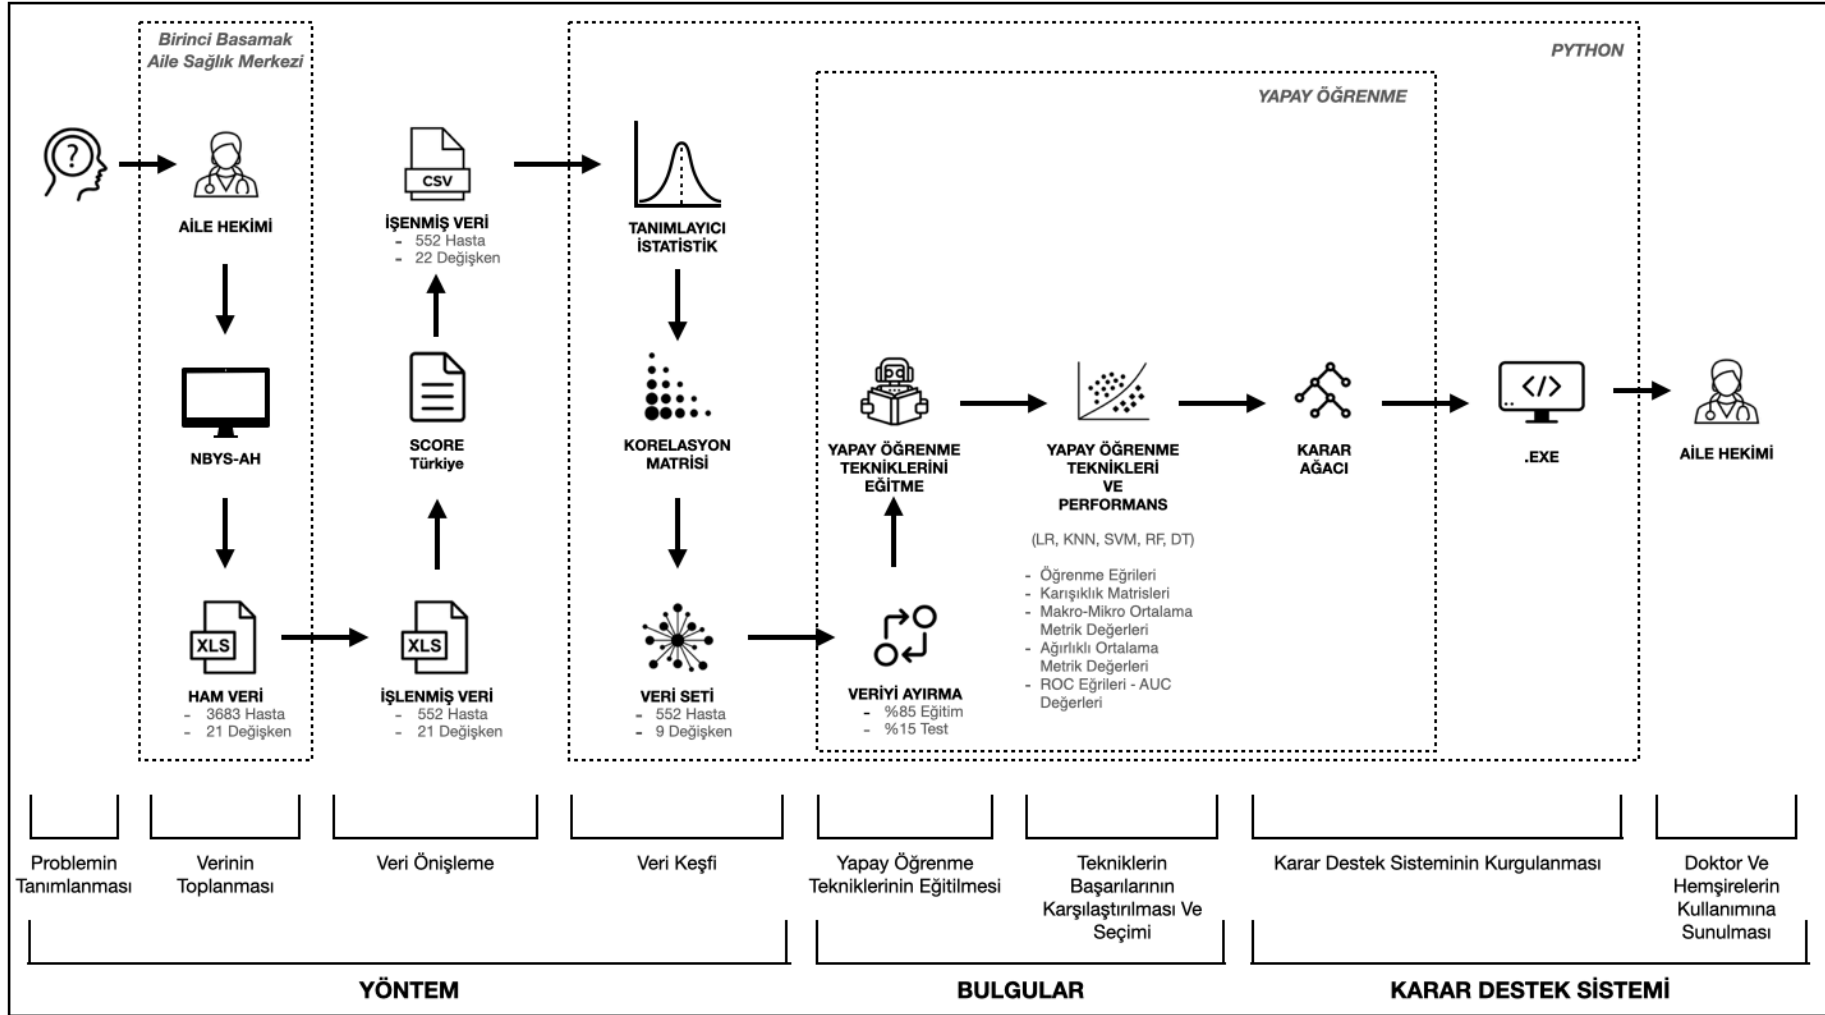 Birinci Basamak
Aile Sağlık Merkezi
PYTHON
YAPAY ÖĞRENME
?
AİLE HEKİMİ
CSV
İŞENMİŞ VERİ
- 552 Hasta
- 22 Değişken
TANIMLAYICI
İSTATİSTİK
NBYS-AH
SCORE
Türkiye
KORELASYON
MATRİSİ
YAPAY ÖĞRENME
TEKNİKLERİNİ
EĞİTME
YAPAY ÖĞRENME
TEKNİKLERİ
VE
PERFORMANS
(LR, KNN, SVM, RF, DT)
- Öğrenme Eğrileri
- Karışıklık Matrisleri
- Makro-Mikro Ortalama
Metrik Değerleri
- Ağırlıklı Ortalama
Metrik Değerleri
- ROC Eğrileri - AUC
Değerleri
KARAR
AĞACI
</>
.EXE
AİLE HEKİMİ
XLS
HAM VERİ
- 3683 Hasta
- 21 Değişken
XLS
İŞLENMİŞ VERİ
- 552 Hasta
- 21 Değişken
VERİ SETİ
- 552 Hasta
- 9 Değişken
VERİYİ AYIRMA
- %85 Eğitim
- %15 Test
Problemin
Tanımlanması
Verinin
Toplanması
Veri Önişleme
Veri Keşfi
Yapay Öğrenme
Tekniklerinin Eğitilmesi
Tekniklerin
Başarılarının
Karşılaştırılması Ve
Seçimi
Karar Destek Sisteminin Kurgulanması
Doktor Ve
Hemşirelerin
Kullanımına
Sunulması
YÖNTEM
BULGULAR
KARAR DESTEK SİSTEMİ